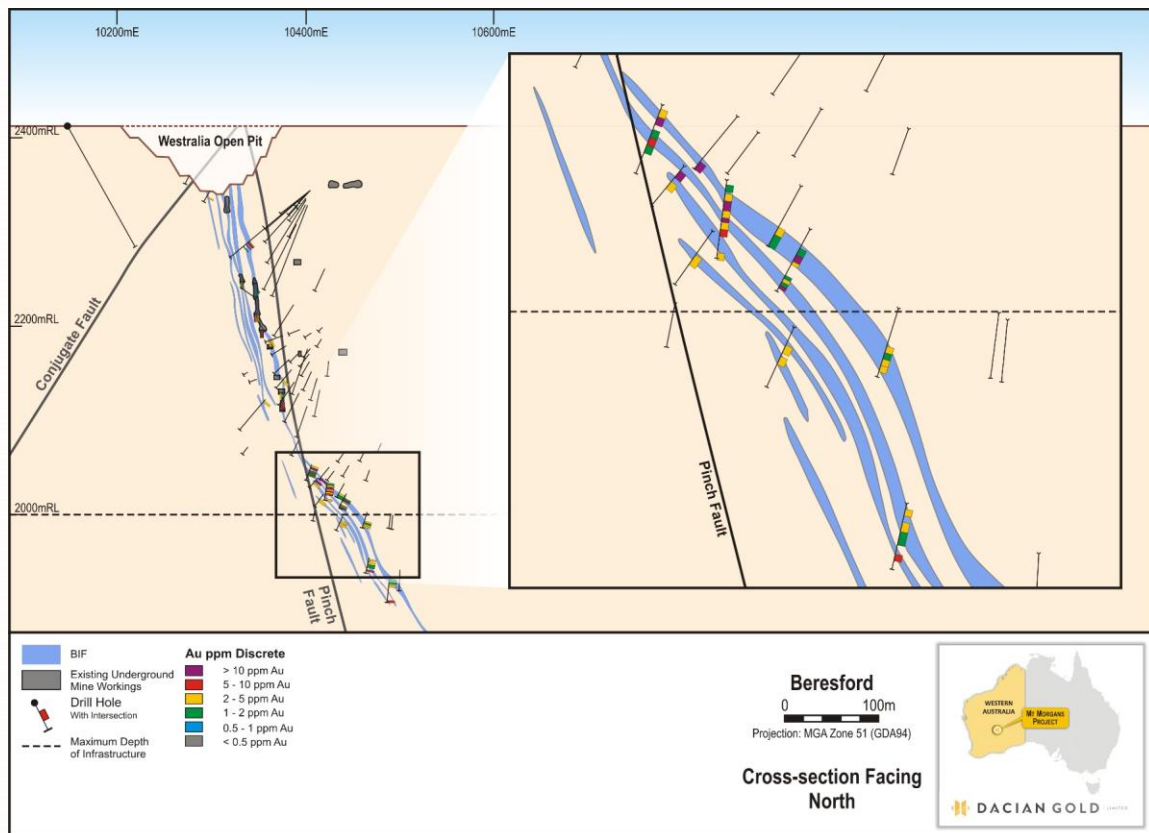 10200mE
10400mE
10600mE
2400mRL
Westralia Open Pit
Conjugate Fault
2200mRL
2000mRL
Pinch
Fault
Pinch Fault
BIF
Existing Underground
Mine Workings
Drill Hole
With Intersection
Maximum Depth
of Infrastructure
Au ppm Discrete
> 10 ppm Au
5 - 10 ppm Au
2 - 5 ppm Au
1 - 2 ppm Au
0.5 - 1 ppm Au
< 0.5 ppm Au
Beresford
0 100m
Projection: MGA Zone 51 (GDA94)
Cross-section Facing
North
WESTERN
AUSTRALIA
MT MORGANS
PROJECT
DACIAN GOLD LIMITED